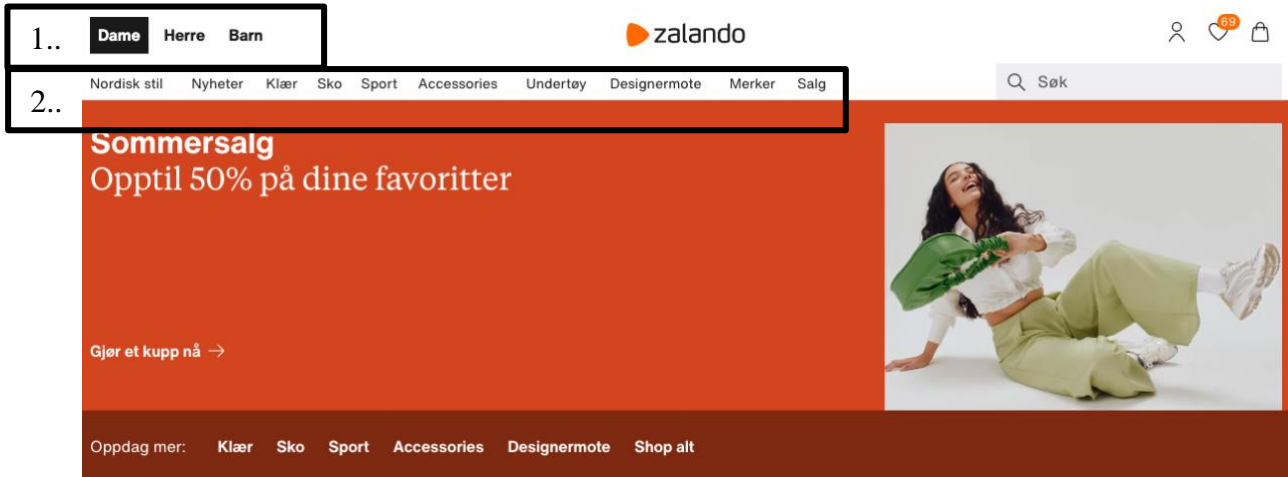 1.. Dame Herre Barn zalando 69
2.. Nordisk stil Nyheter Klær Sko Sport Accessories Undertøy Designermote Merker Salg Søk
Sommersalg
Opptil 50% på dine favoritter
Gjør et kupp nå →
Oppdag mer: Klær Sko Sport Accessories Designermote Shop alt